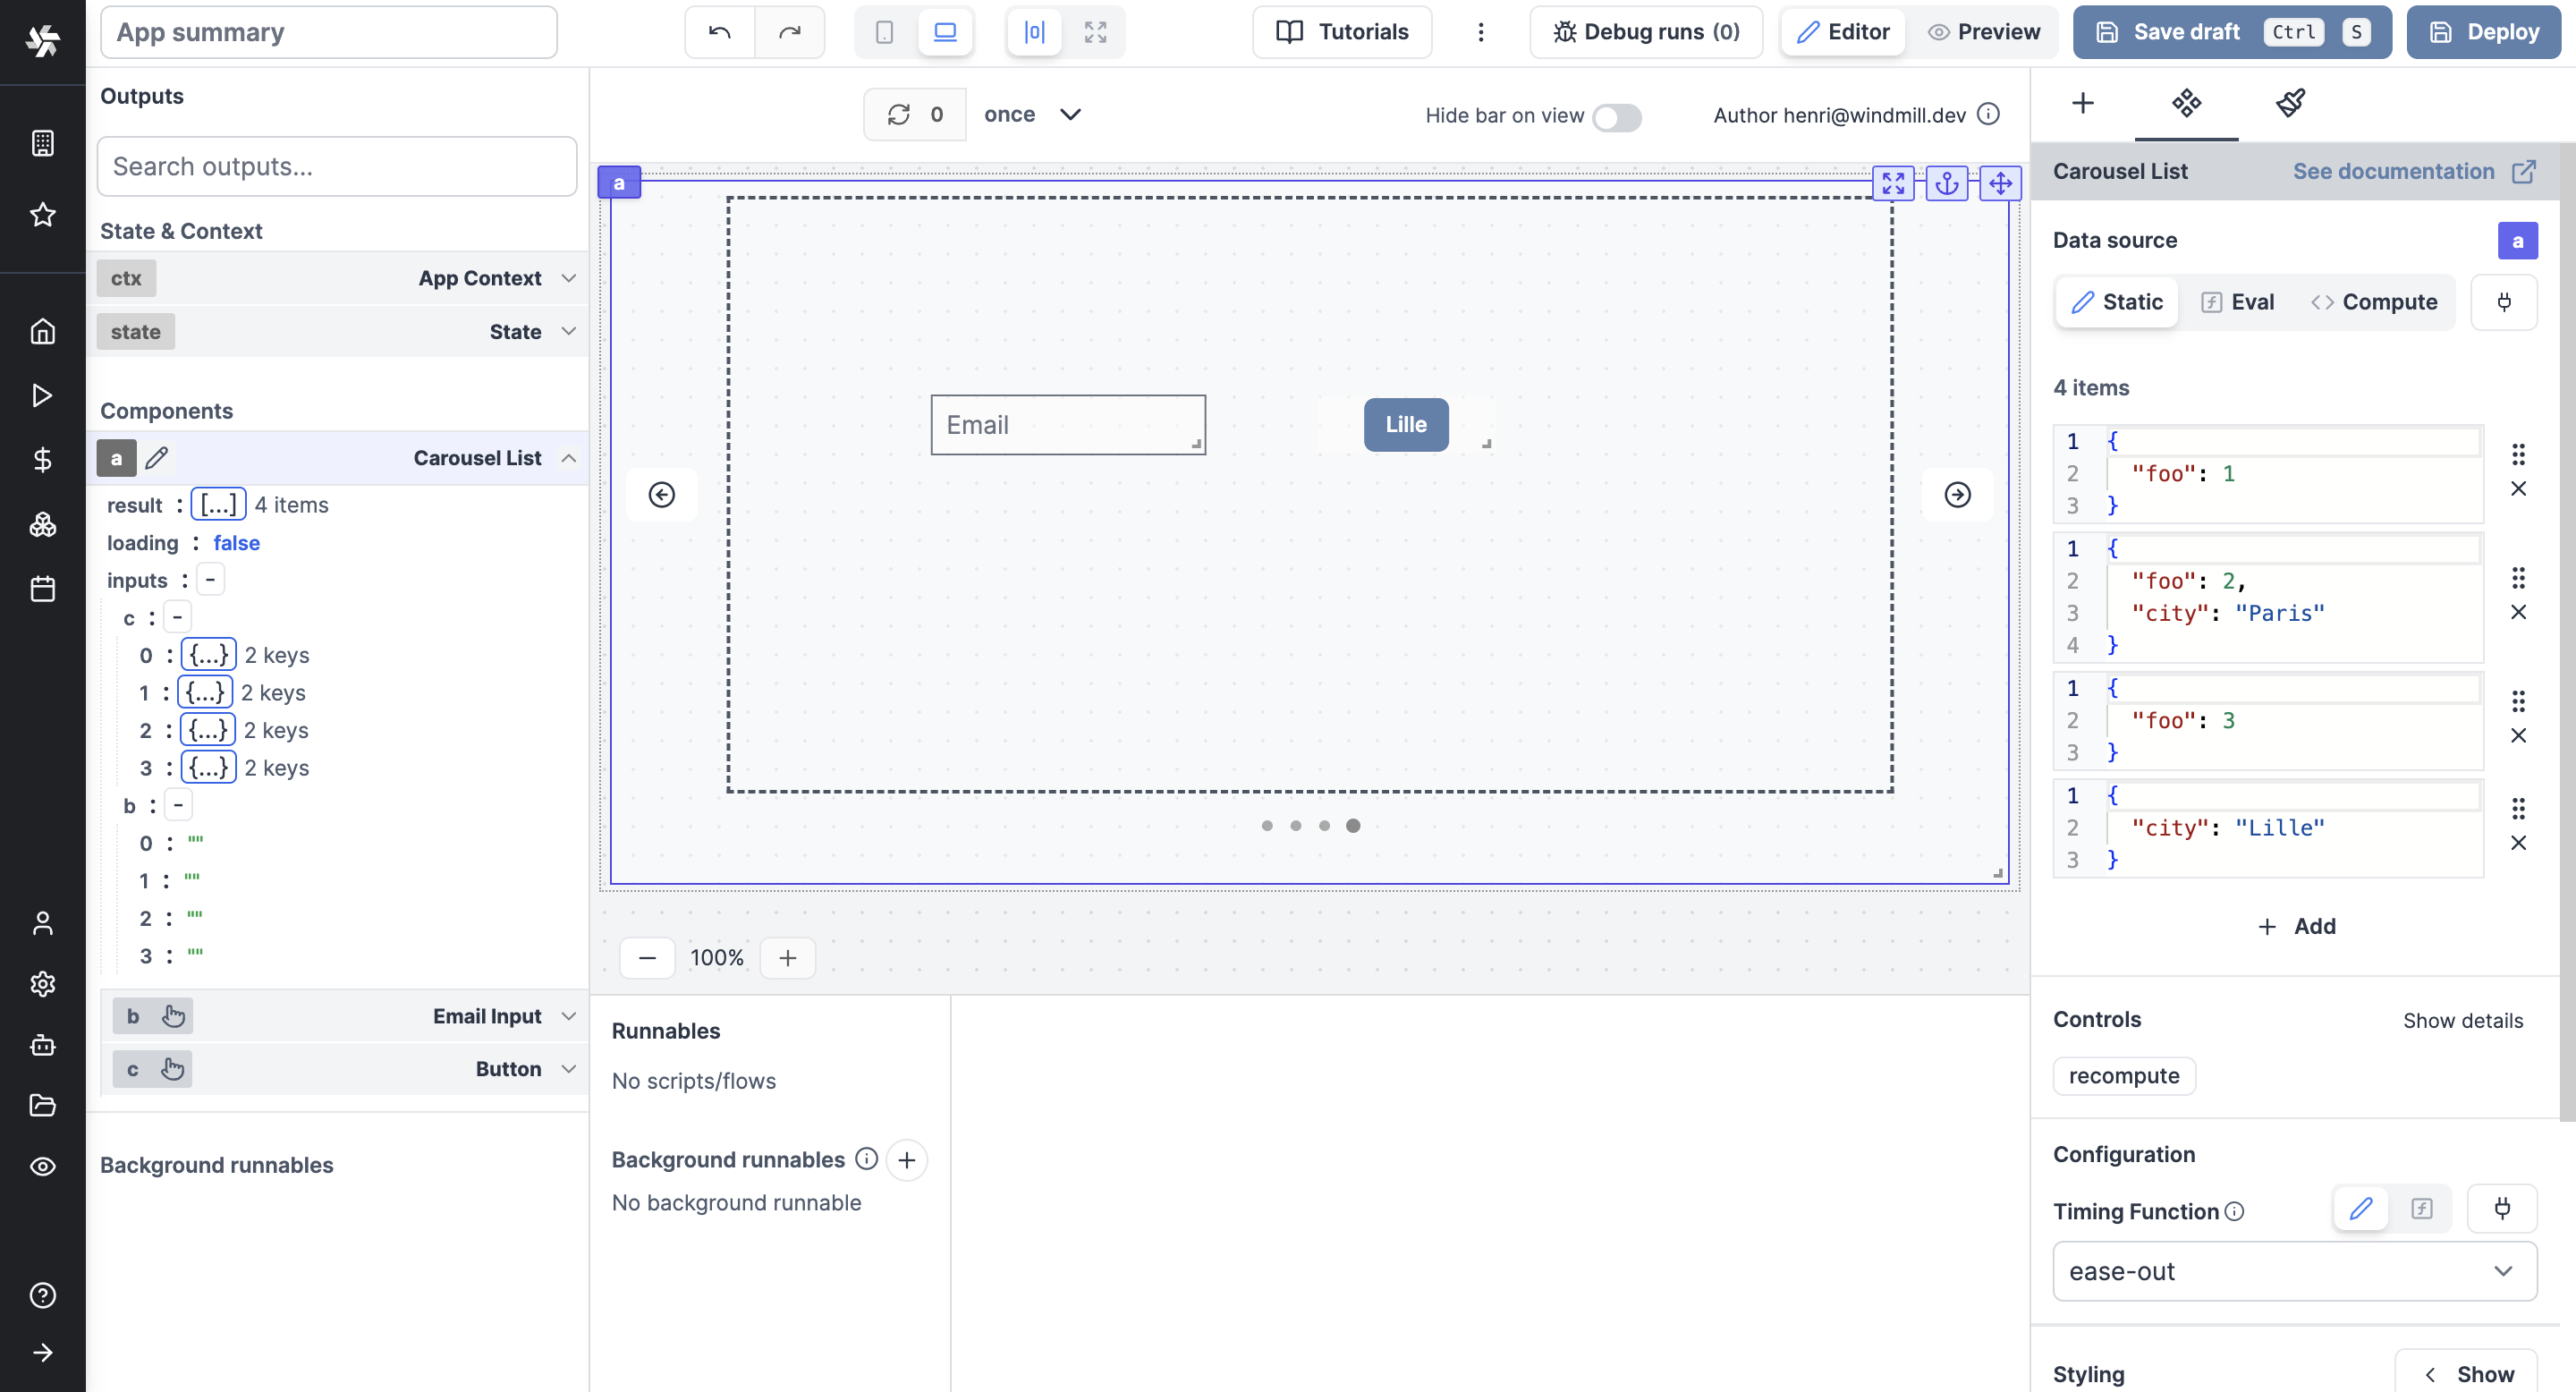 App summary
Tutorials
Debug runs (0)
Editor
Preview
Save draft Ctrl S
Deploy
Outputs
Search outputs...
State & Context
ctx App Context
state State
Components
a Carousel List
result : [...] 4 items
loading : false
inputs : -
c : -
0 : {...} 2 keys
1 : {...} 2 keys
2 : {...} 2 keys
3 : {...} 2 keys
b : -
0 : ""
1 : ""
2 : ""
3 : ""
b Email Input
c Button
Background runnables
0 once
Hide bar on view
Author henri@windmill.dev
a
Email
Lille
100%
Runnables
No scripts/flows
Background runnables
No background runnable
Carousel List See documentation
Data source a
Static Eval Compute
4 items
1 {
2 "foo": 1
3 }
1 {
2 "foo": 2,
3 "city": "Paris"
4 }
1 {
2 "foo": 3
3 }
1 {
2 "city": "Lille"
3 }
+ Add
Controls Show details
recompute
Configuration
Timing Function
ease-out
Styling Show